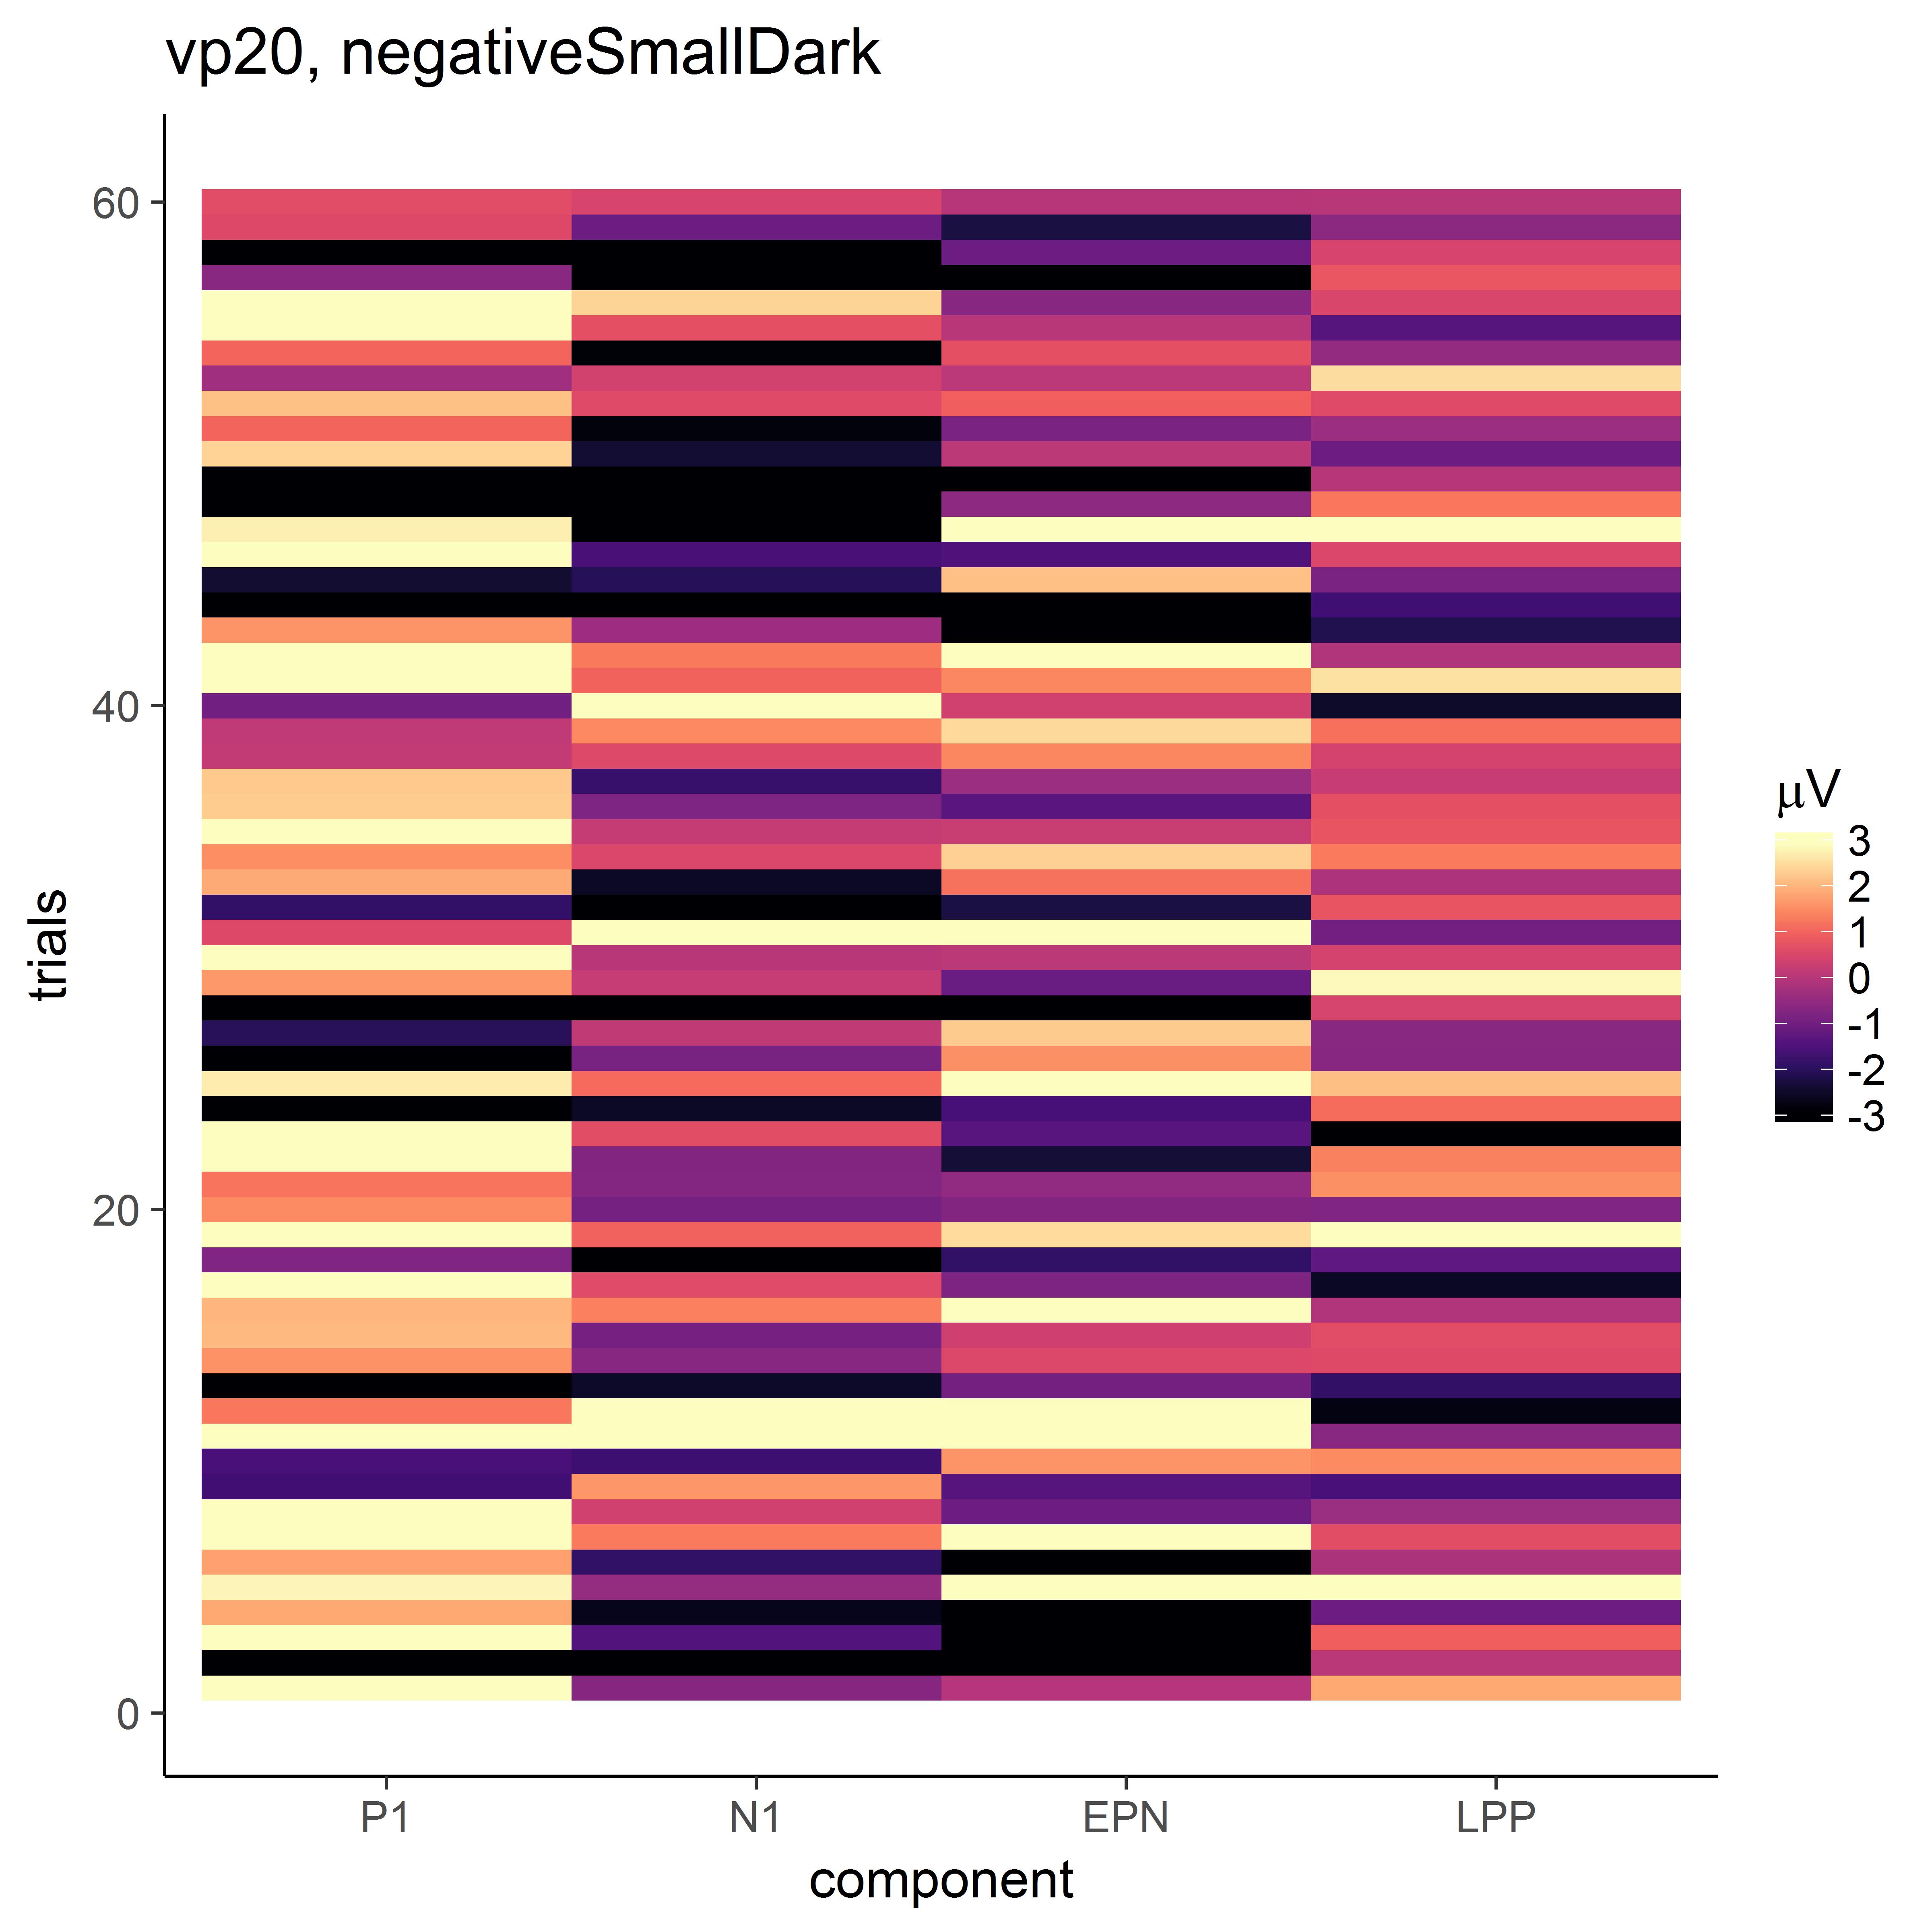 vp20, negativeSmallDark
60
40
20
0
trials
P1 N1 EPN LPP
component
μV
3
2
1
0
-1
-2
-3